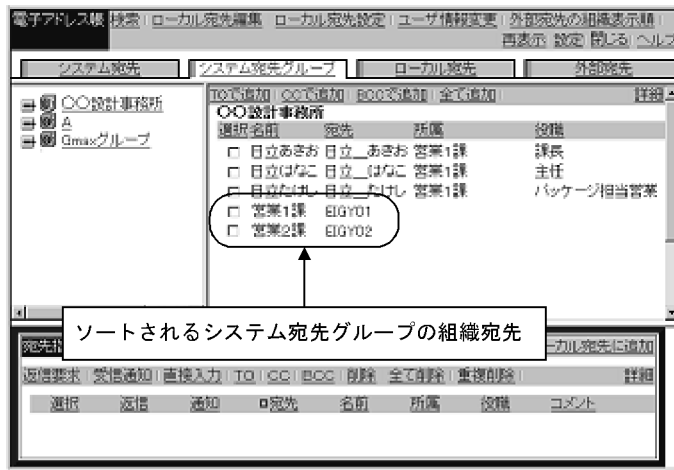 電子アドレス帳 検索 ローカル宛先編集 ローカル宛先設定 ユーザ情報変更 外部宛先の組織表示順
再表示 設定 閉じる ヘルプ
システム宛先 システム宛先グループ ローカル宛先 外部宛先
〇〇設計事務所
A
Gmaxグループ
TOで追加 CCで追加 BCCで追加 全て追加 詳細
〇〇設計事務所
選択 名前 宛先 所属 役職
日立あきお 日立__あきお 営業1課 課長
日立はなこ 日立__はなこ 営業1課 主任
日立たけし 日立__たけし 営業1課 パッケージ担当営業
営業1課 EIGYO1
営業2課 EIGYO2
ソートされるシステム宛先グループの組織宛先
宛先 ーカル宛先に追加
返信要求 受信通知 直接入力 TO CC BCC 削除 全て削除 重複削除 詳細
選択 返信 通知 宛先 名前 所属 役職 コメント